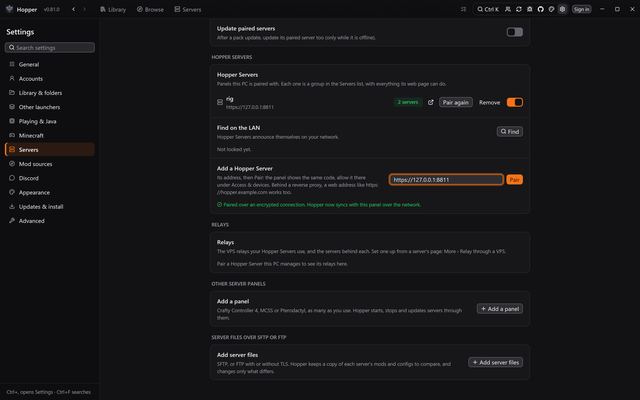 Hopper v0.81.0
Library
Browse
Servers
Ctrl K
Sign in
Settings
Search settings
General
Accounts
Library & folders
Other launchers
Playing & Java
Minecraft
Servers
Mod sources
Discord
Appearance
Updates & install
Advanced
Ctrl+, opens Settings · Ctrl+F searches
Update paired servers
After a pack update, update its paired server too (only while it is offline).
HOPPER SERVERS
Hopper Servers
Panels this PC is paired with. Each one is a group in the Servers list, with everything its web page can do.
rig
https://127.0.0.1:8811
2 servers
Pair again
Remove
Find on the LAN
Hopper Servers announce themselves on your network.
Find
Not looked yet.
Add a Hopper Server
Its address, then Pair: the panel shows the same code, allow it there
under Access & devices. Behind a reverse proxy, a web address like https:
//hopper.example.com works too.
https://127.0.0.1:8811
Pair
Paired over an encrypted connection. Hopper now syncs with this panel over the network.
RELAYS
Relays
The VPS relays your Hopper Servers use, and the servers behind each. Set one up from a server's page: More › Relay through a VPS.
Pair a Hopper Server this PC manages to see its relays here.
OTHER SERVER PANELS
Add a panel
Crafty Controller 4, MCSS or Pterodactyl, as many as you use. Hopper starts, stops and updates servers through
them.
+ Add a panel
SERVER FILES OVER SFTP OR FTP
Add server files
SFTP, or FTP with or without TLS. Hopper keeps a copy of each server's mods and configs to compare, and
changes only what differs.
+ Add server files